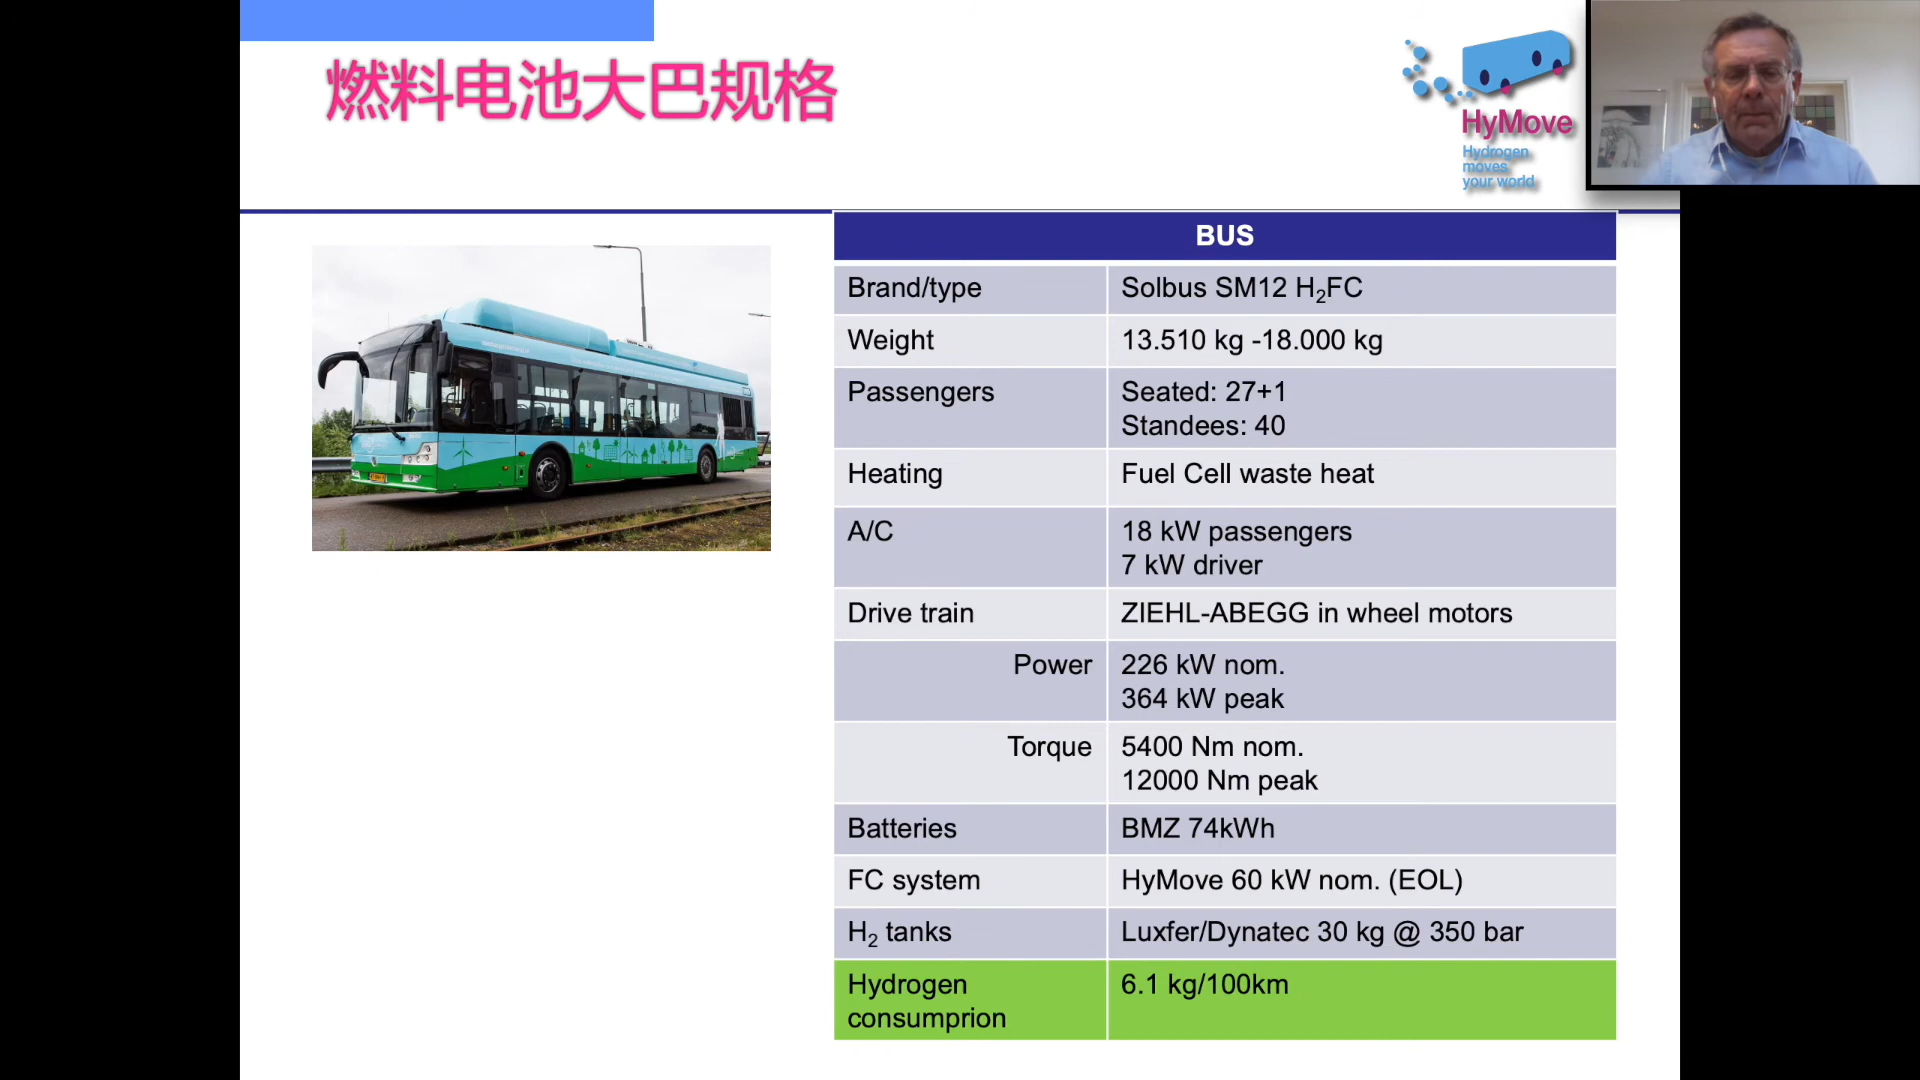 燃料电池大巴规格
HyMove
Hydrogen
moves
your world
BUS
Brand/type Solbus SM12 H₂FC
Weight 13.510 kg -18.000 kg
Passengers Seated: 27+1
Standees: 40
Heating Fuel Cell waste heat
A/C 18 kW passengers
7 kW driver
Drive train ZIEHL-ABEGG in wheel motors
Power 226 kW nom.
364 kW peak
Torque 5400 Nm nom.
12000 Nm peak
Batteries BMZ 74kWh
FC system HyMove 60 kW nom. (EOL)
H₂ tanks Luxfer/Dynatec 30 kg @ 350 bar
Hydrogen 6.1 kg/100km
consumprion